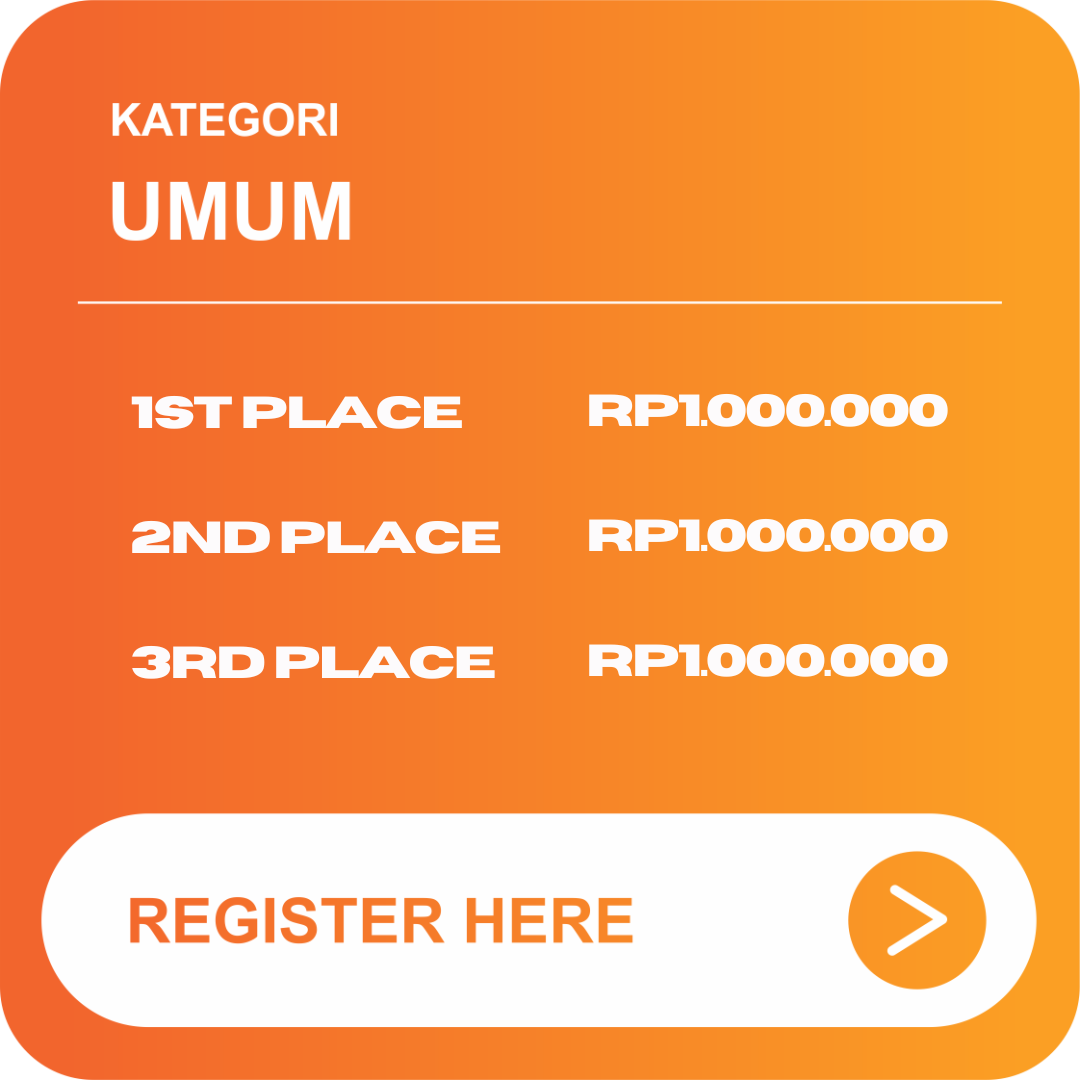 KATEGORI
UMUM
1ST PLACE RP1.000.000
2ND PLACE RP1.000.000
3RD PLACE RP1.000.000
REGISTER HERE